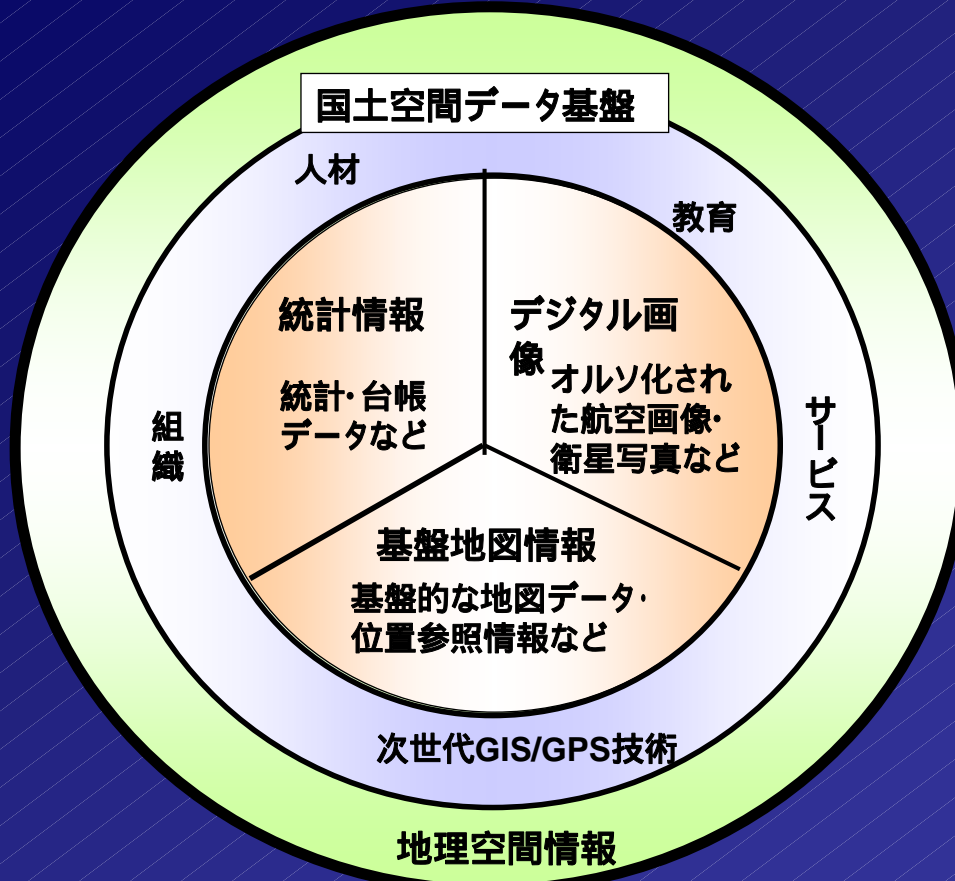 国土空間データ基盤
人材
教育
統計情報
統計・台帳
データなど
デジタル画
像
オルソ化され
た航空画像・
衛星写真など
組
織
サービス
基盤地図情報
基盤的な地図データ・
位置参照情報など
次世代GIS/GPS技術
地理空間情報